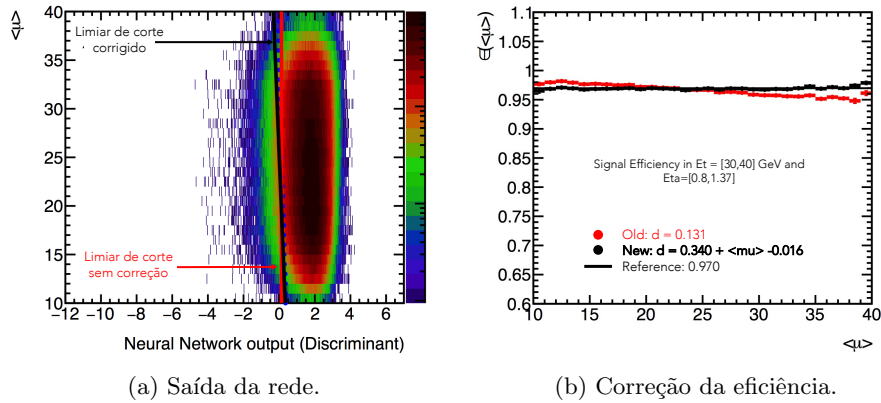 <μ>
40
35
30
25
20
15
10
Limiar de corte
corrigido
Limiar de corte
sem correção
−12 −10 −8 −6 −4 −2 0 2 4 6
Neural Network output (Discriminant)
(a) Saída da rede.
∈(<μ>)
1.1
1.05
1
0.95
0.9
0.85
0.8
0.75
0.7
0.65
0.6
Signal Efficiency in Et = [30,40] GeV and
Eta=[0.8,1.37]
Old: d = 0.131
New: d = 0.340 + <mu> -0.016
Reference: 0.970
10 15 20 25 30 35 40
<μ>
(b) Correção da eficiência.